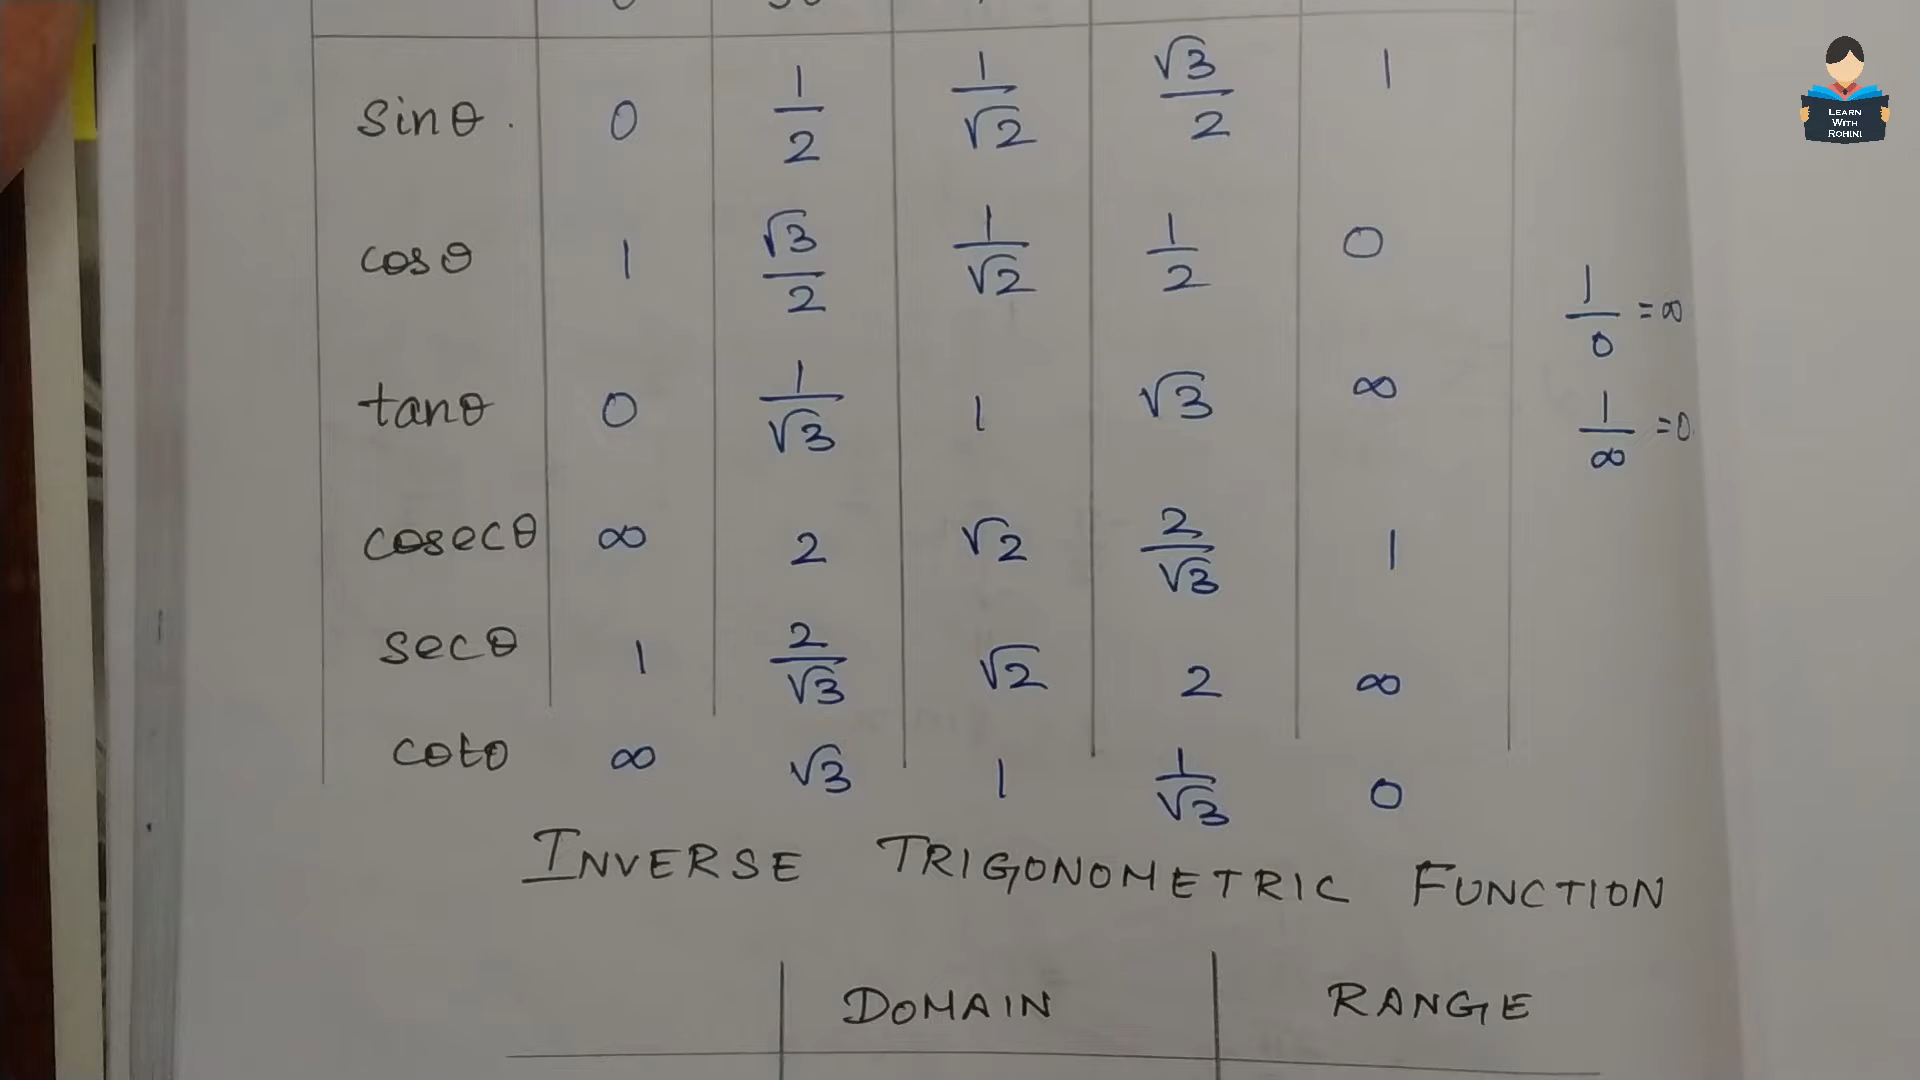 sinθ. 0 1/2 1/√2 √3/2 1
cosθ 1 √3/2 1/√2 1/2 0
1/0 = ∞
tanθ 0 1/√3 1 √3 ∞
1/∞ = 0.
cosecθ ∞ 2 √2 2/√3 1
secθ 1 2/√3 √2 2 ∞
cotθ ∞ √3 1 1/√3 0
INVERSE TRIGONOMETRIC FUNCTION
DOMAIN RANGE
LEARN
WITH
ROHINI